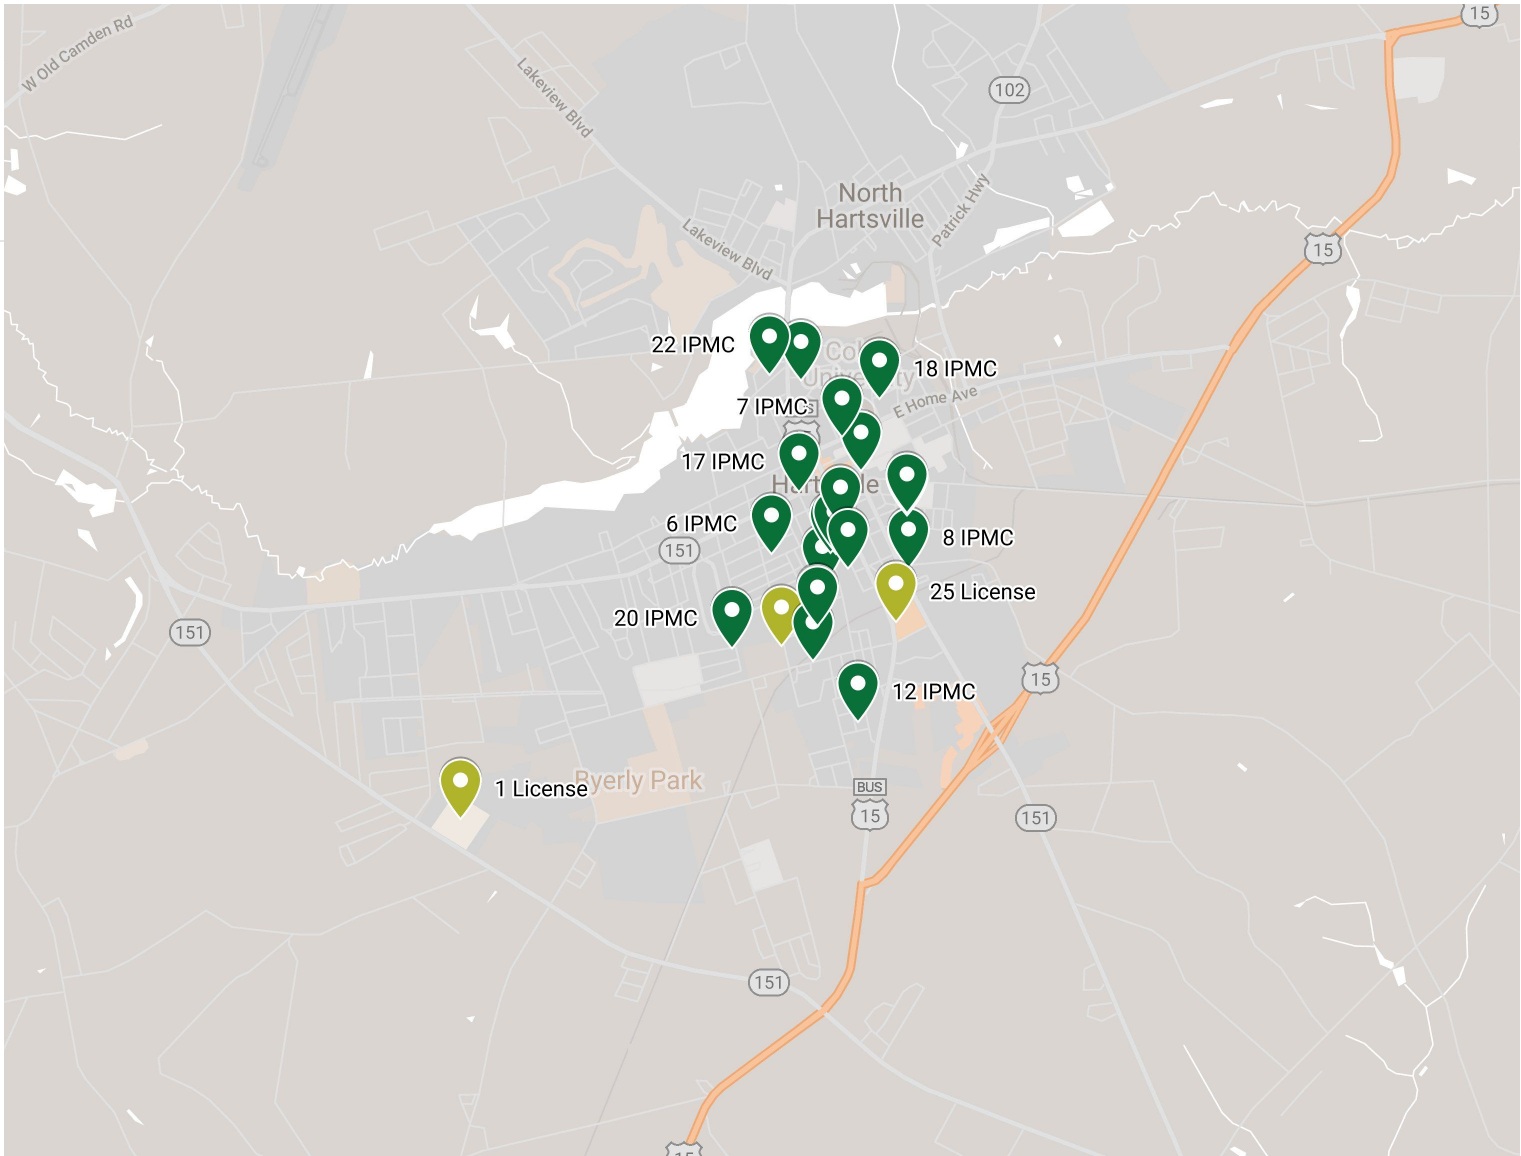 15
W Old Camden Rd
Lakeview Blvd
102
North
Hartsville
Patrick Hwy
Lakeview Blvd
15
22 IPMC
18 IPMC
7 IPMC
E Home Ave
17 IPMC
6 IPMC
8 IPMC
151
25 License
20 IPMC
151
15
12 IPMC
1 License
Byerly Park
BUS
15
151
151
15